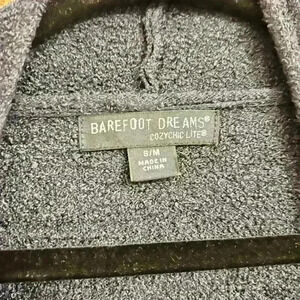 BAREFOOT DREAMS®
COZYCHIC LITE®
S/M
MADE IN
CHINA